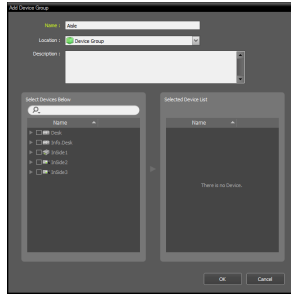 Add Device Group
Name : Aisle
Location : Device Group
Description :
Select Devices Below
Name
Desk
Info.Desk
InSide1
InSide2
InSide3
Selected Device List
Name
There is no Device.
OK Cancel